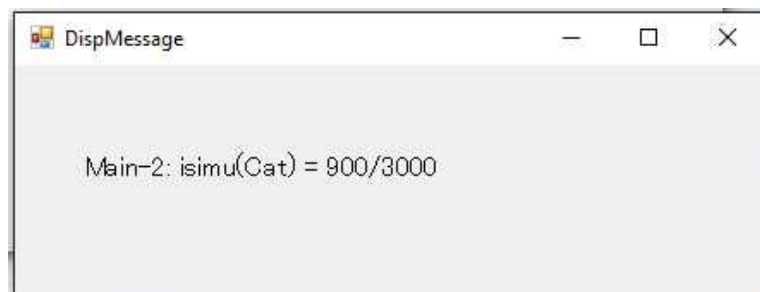 DispMessage
Main-2: isimu(Cat) = 900/3000